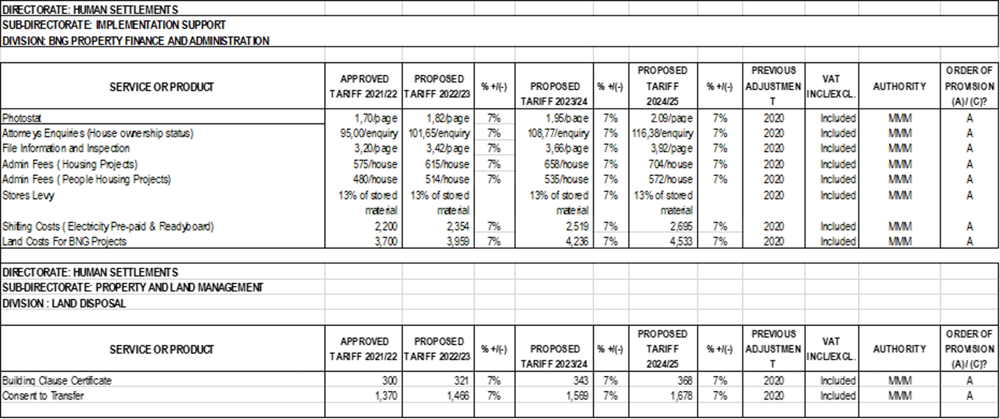 DIRECTORATE: HUMAN SETTLEMENTS
SUB-DIRECTORATE: IMPLEMENTATION SUPPORT
DIVISION: BNG PROPERTY FINANCE AND ADMINISTRATION
SERVICE OR PRODUCT APPROVED TARIFF 2021/22 PROPOSED TARIFF 2022/23 % +/(-) PROPOSED TARIFF 2023/24 % +/(-) PROPOSED TARIFF 2024/25 % +/(-) PREVIOUS ADJUSTMENT VAT INCL/EXCL. AUTHORITY ORDER OF PROVISION (A)/ (C)?
Photostat 1,70/page 1,82/page 7% 1,95/page 7% 2.09/page 7% 2020 Included MMM A
Attorneys Enquiries (House ownership status) 95,00/enquiry 101,65/enquiry 7% 108,77/enquiry 7% 116,38/enquiry 7% 2020 Included MMM A
File Information and Inspection 3,20/page 3,42/page 7% 3,66/page 7% 3,92/page 7% 2020 Included MMM A
Admin Fees ( Housing Projects) 575/house 615/house 7% 658/house 7% 704/house 7% 2020 Included MMM A
Admin Fees ( People Housing Projects) 480/house 514/house 7% 535/house 7% 572/house 7% 2020 Included MMM A
Stores Levy 13% of stored material 13% of stored material 13% of stored material 7% 13% of stored material 2020 Included MMM A
Shifting Costs ( Electricity Pre-paid & Readyboard) 2,200 2,354 7% 2,519 7% 2,695 7% 2020 Included MMM A
Land Costs For BNG Projects 3,700 3,959 7% 4,236 7% 4,533 7% 2020 Included MMM A
DIRECTORATE: HUMAN SETTLEMENTS
SUB-DIRECTORATE: PROPERTY AND LAND MANAGEMENT
DIVISION : LAND DISPOSAL
SERVICE OR PRODUCT APPROVED TARIFF 2021/22 PROPOSED TARIFF 2022/23 % +/(-) PROPOSED TARIFF 2023/24 % +/(-) PROPOSED TARIFF 2024/25 % +/(-) PREVIOUS ADJUSTMENT VAT INCL/EXCL. AUTHORITY ORDER OF PROVISION (A)/ (C)?
Building Clause Certificate 300 321 7% 343 7% 368 7% 2020 Included MMM A
Consent to Transfer 1,370 1,466 7% 1,569 7% 1,678 7% 2020 Included MMM A